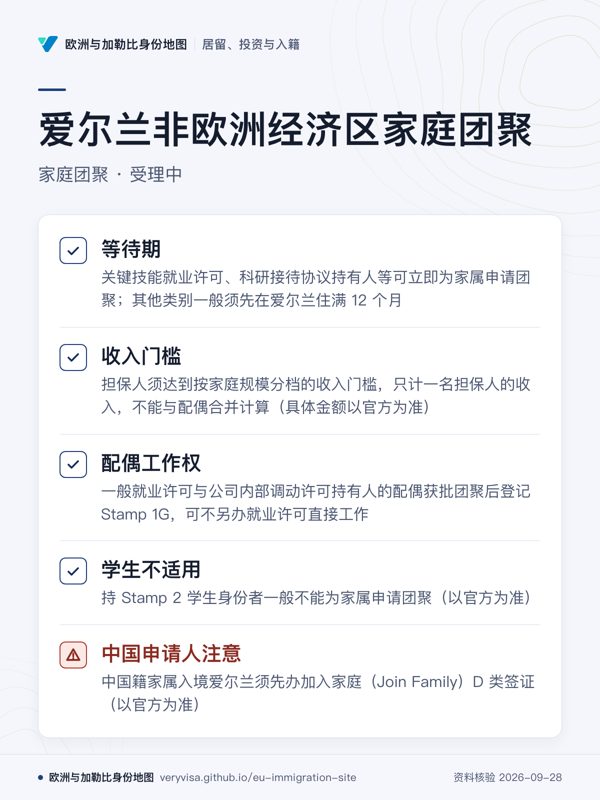 欧洲与加勒比身份地图 居留、投资与入籍
爱尔兰非欧洲经济区家庭团聚
家庭团聚 · 受理中
等待期
关键技能就业许可、科研接待协议持有人等可立即为家属申请团
聚；其他类别一般须先在爱尔兰住满 12 个月
收入门槛
担保人须达到按家庭规模分档的收入门槛，只计一名担保人的收
入，不能与配偶合并计算（具体金额以官方为准）
配偶工作权
一般就业许可与公司内部调动许可持有人的配偶获批团聚后登记
Stamp 1G，可不另办就业许可直接工作
学生不适用
持 Stamp 2 学生身份者一般不能为家属申请团聚（以官方为准）
中国申请人注意
中国籍家属入境爱尔兰须先办加入家庭（Join Family）D 类签证
（以官方为准）
欧洲与加勒比身份地图 veryvisa.github.io/eu-immigration-site 资料核验 2026-09-28